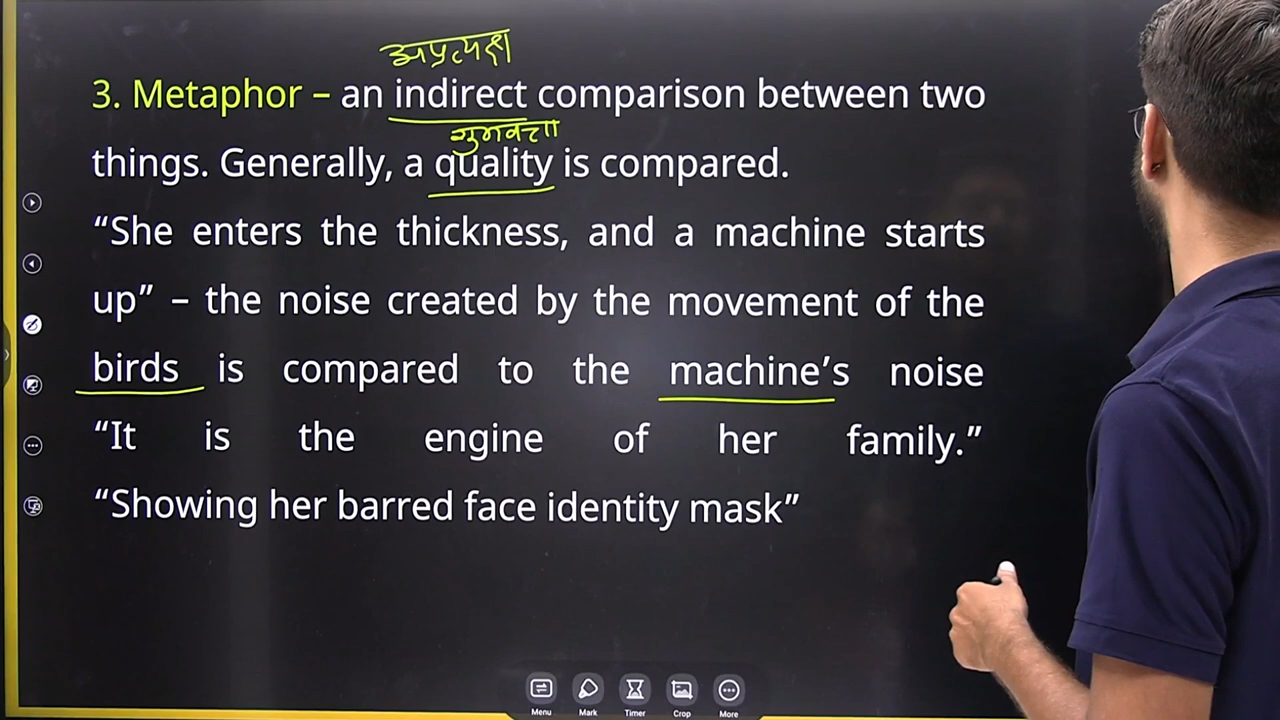 अप्रत्यक्ष
3. Metaphor – an indirect comparison between two
गुणवत्ता
things. Generally, a quality is compared.
“She enters the thickness, and a machine starts
up” – the noise created by the movement of the
birds is compared to the machine’s noise
“It is the engine of her family.”
“Showing her barred face identity mask”
Menu Mark Timer Crop More